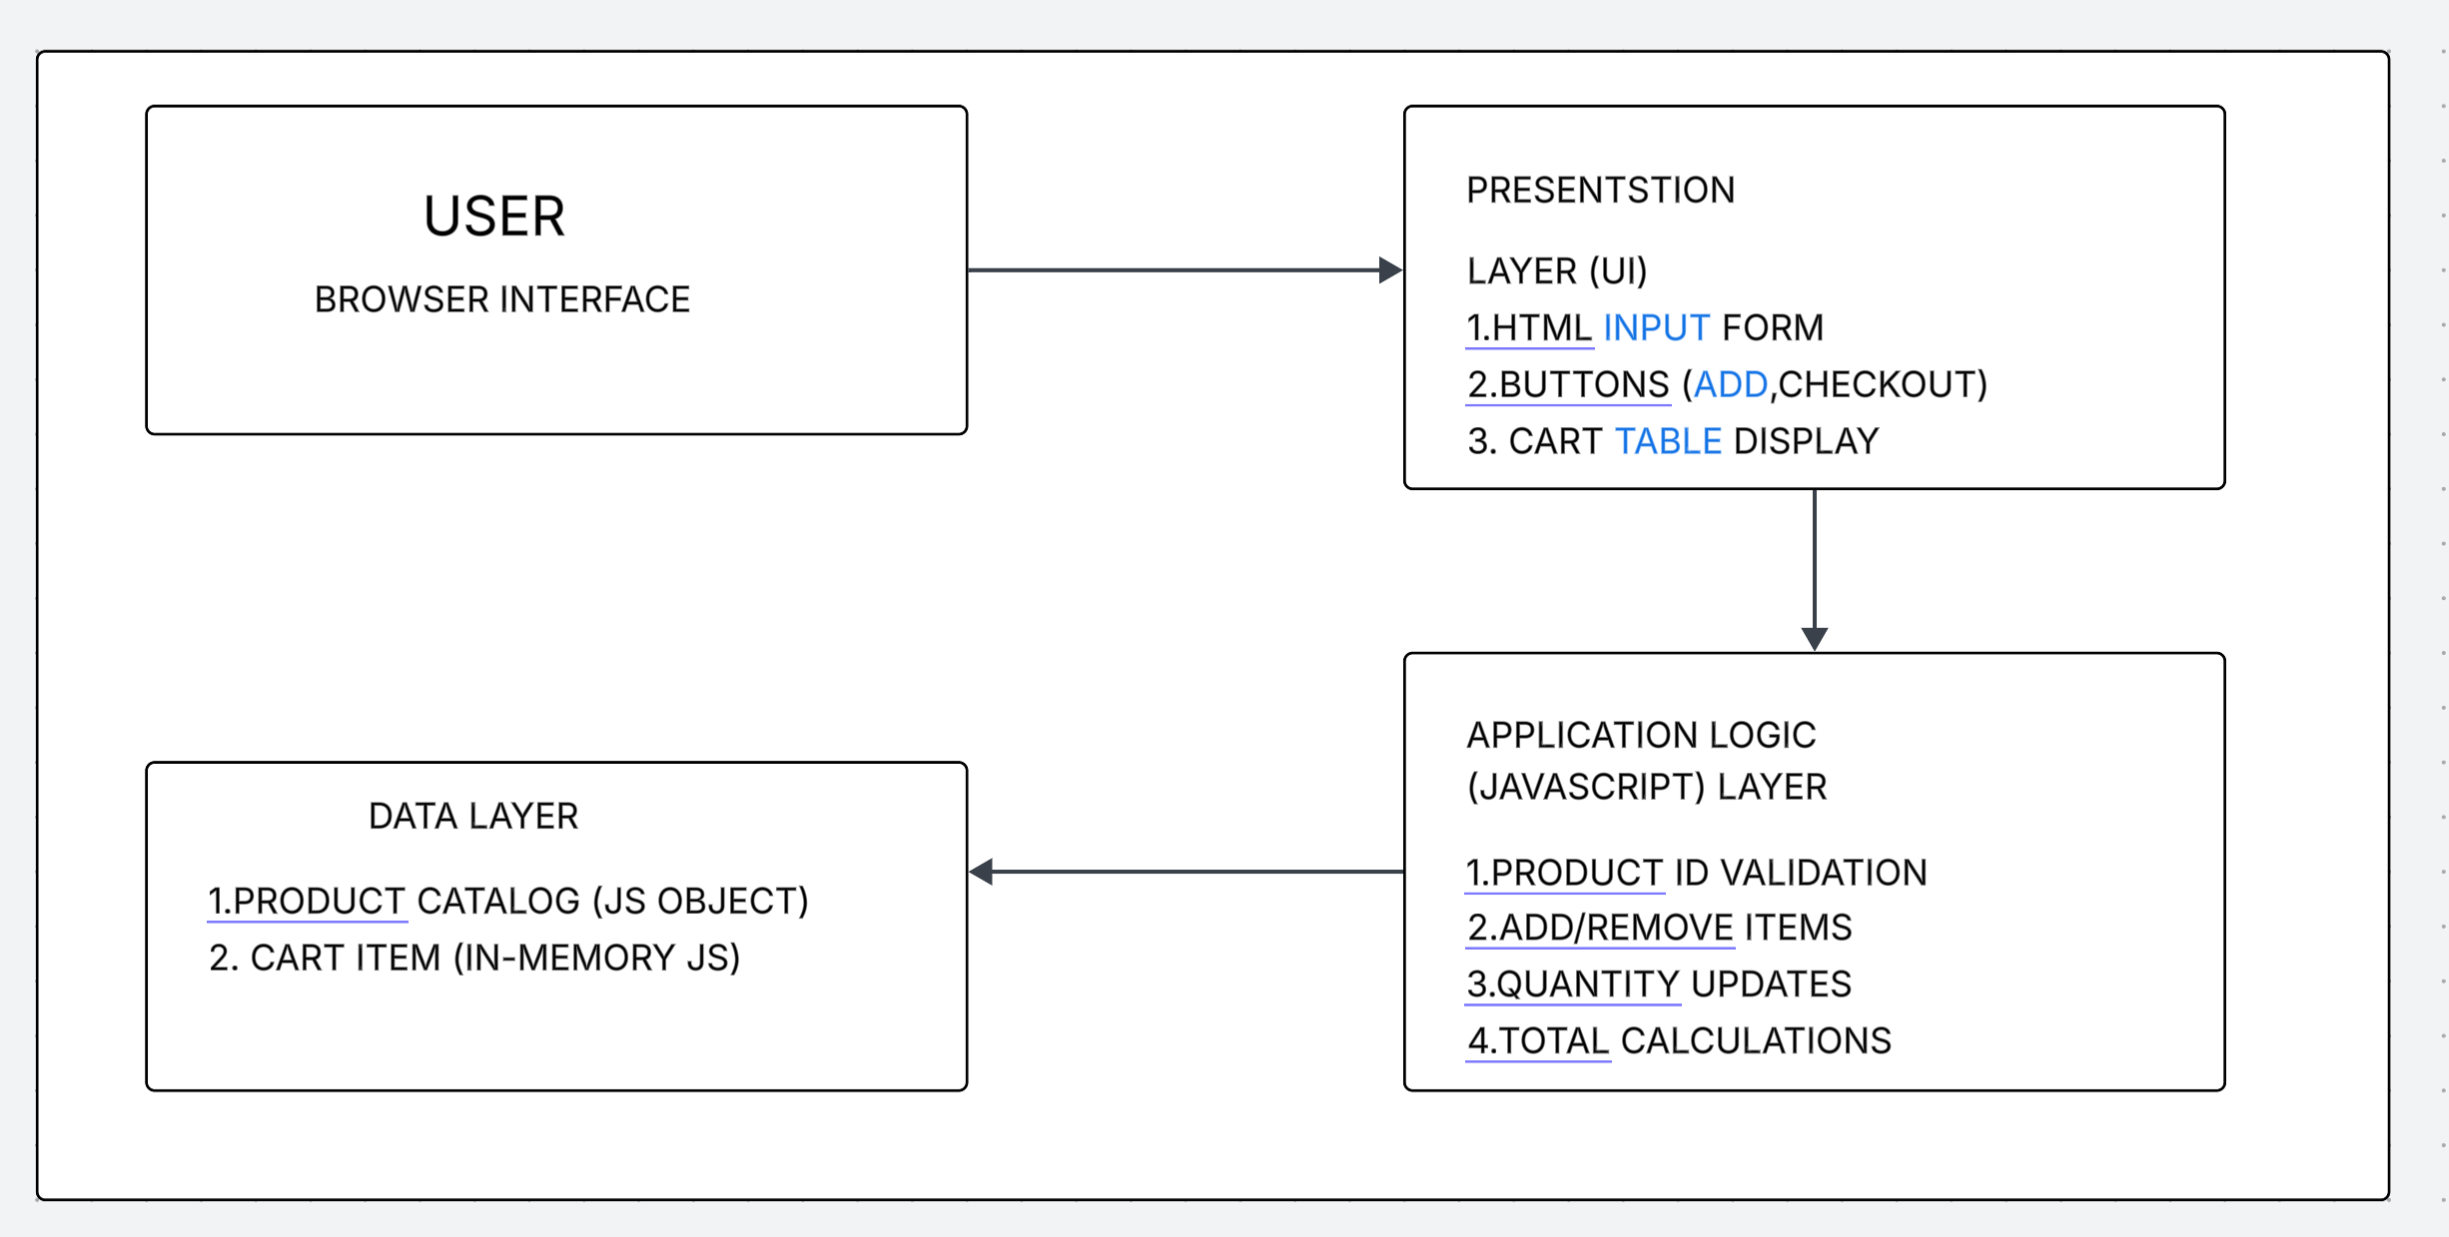 USER
BROWSER INTERFACE
PRESENTSTION
LAYER (UI)
1.HTML INPUT FORM
2.BUTTONS (ADD,CHECKOUT)
3. CART TABLE DISPLAY
APPLICATION LOGIC
(JAVASCRIPT) LAYER
1.PRODUCT ID VALIDATION
2.ADD/REMOVE ITEMS
3.QUANTITY UPDATES
4.TOTAL CALCULATIONS
DATA LAYER
1.PRODUCT CATALOG (JS OBJECT)
2. CART ITEM (IN-MEMORY JS)